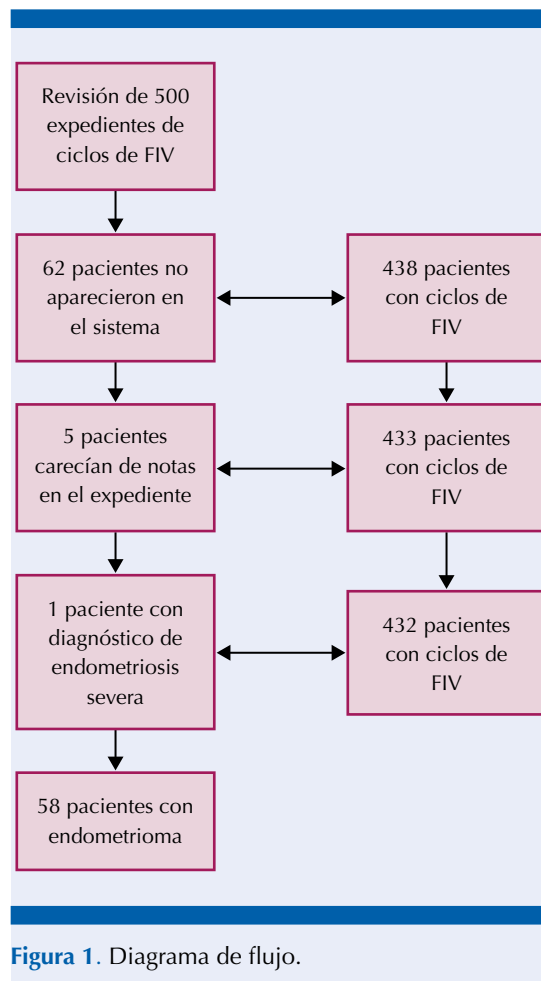 Revisión de 500
expedientes de
ciclos de FIV
62 pacientes no
aparecieron en
el sistema
438 pacientes
con ciclos de
FIV
5 pacientes
carecían de notas
en el expediente
433 pacientes
con ciclos de
FIV
1 paciente con
diagnóstico de
endometriosis
severa
432 pacientes
con ciclos de
FIV
58 pacientes con
endometrioma
Figura 1. Diagrama de flujo.